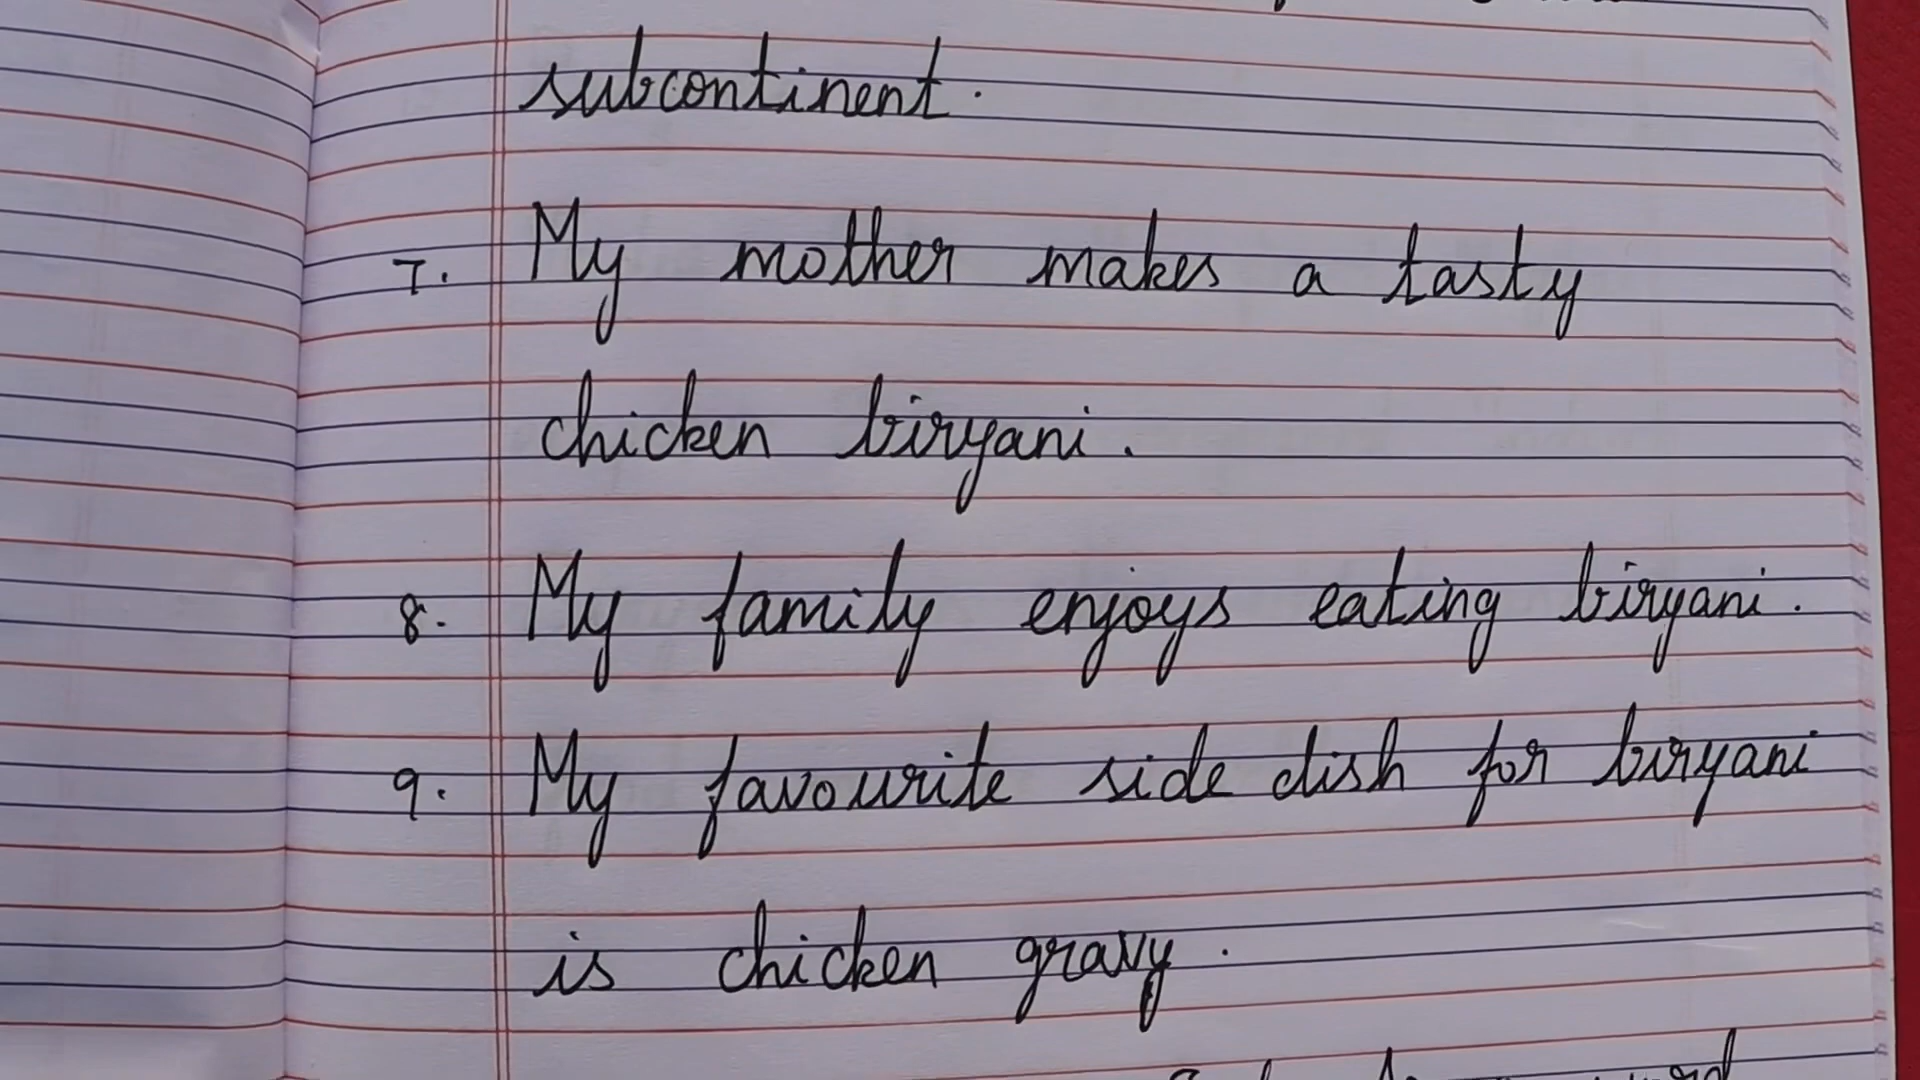 subcontinent.
7. My mother makes a tasty
chicken biryani.
8. My family enjoys eating biryani.
9. My favourite side dish for biryani
is chicken gravy.